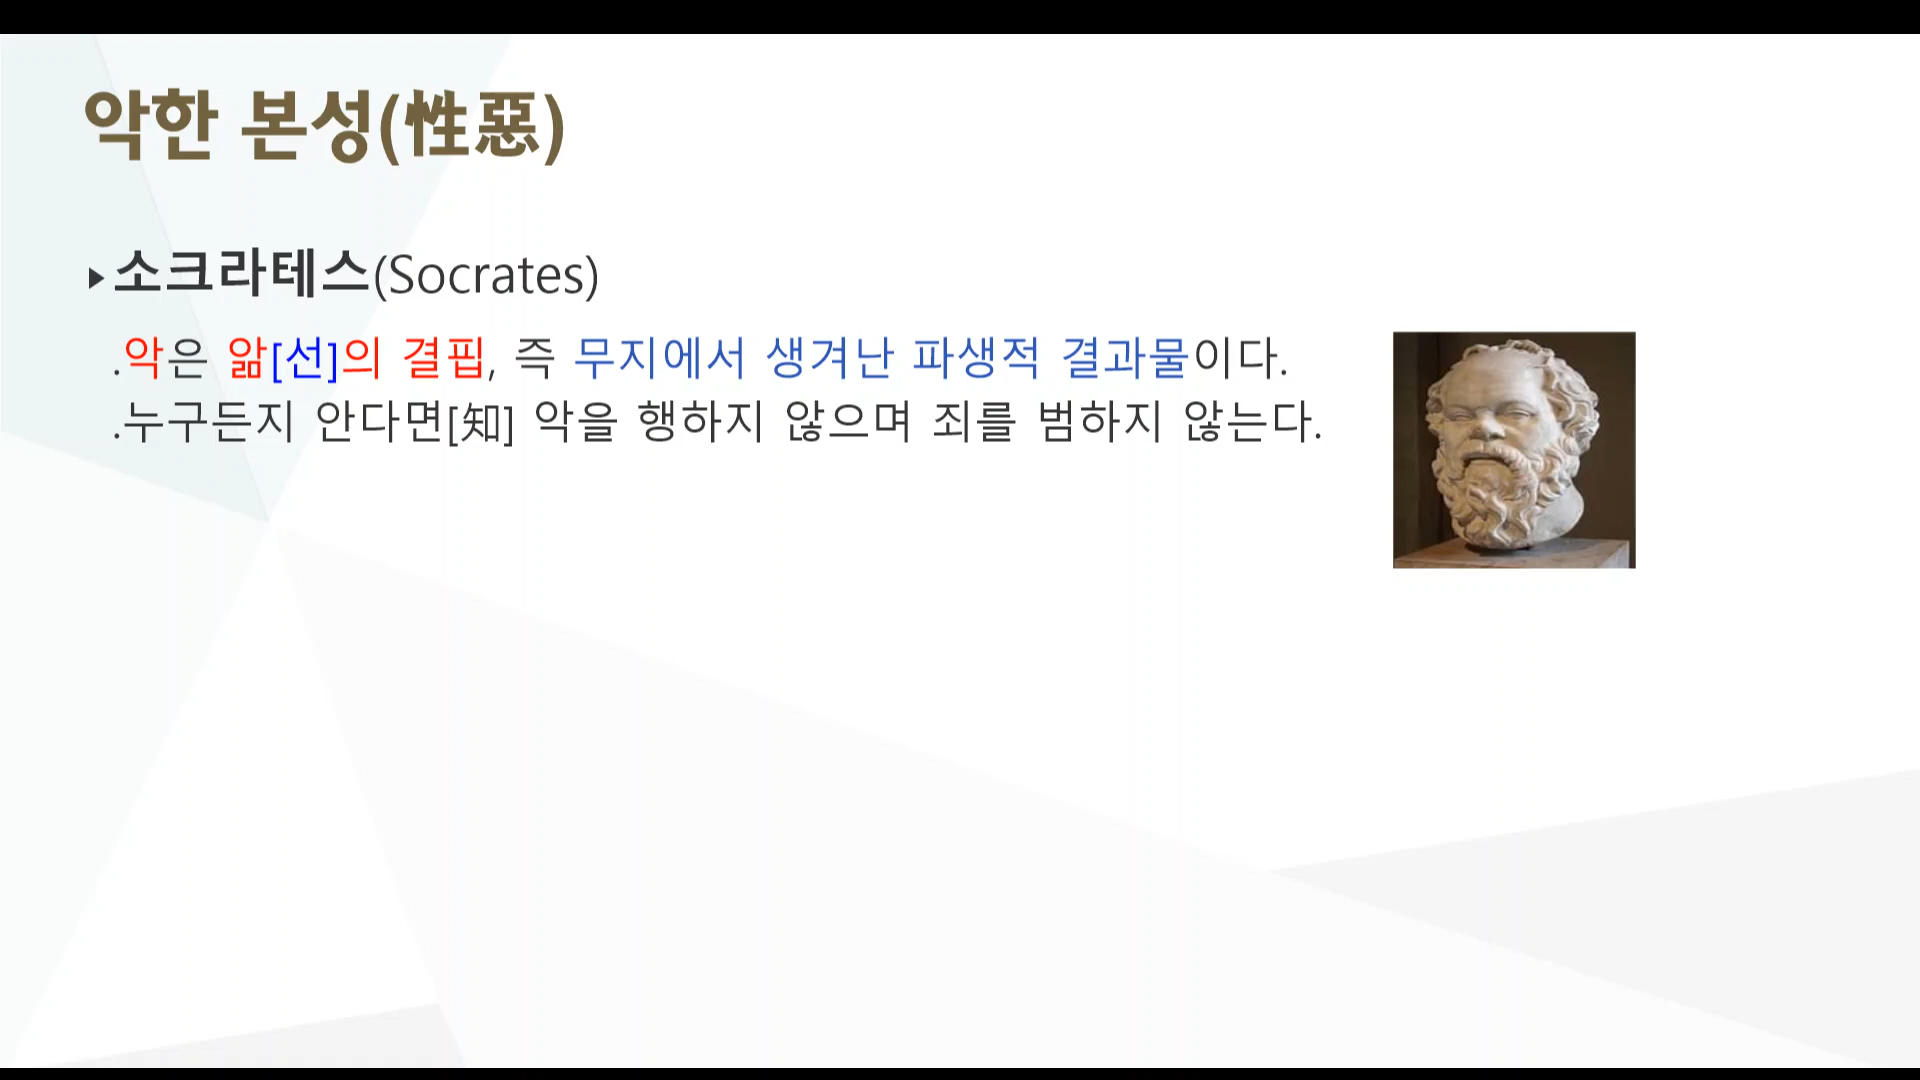 악한 본성(性惡)
▶소크라테스(Socrates)
.악은 앎[선]의 결핍, 즉 무지에서 생겨난 파생적 결과물이다.
.누구든지 안다면[知] 악을 행하지 않으며 죄를 범하지 않는다.